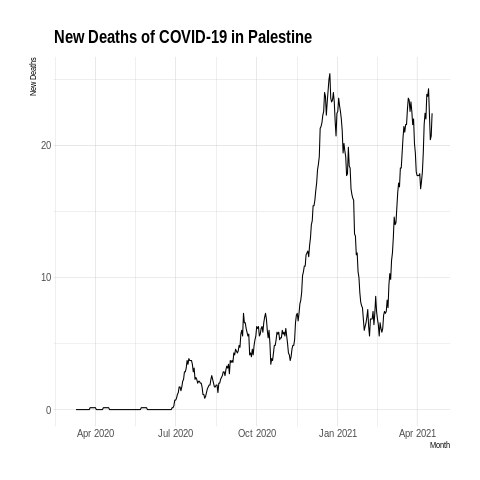 New Deaths of COVID-19 in Palestine
New Deaths
20
10
0
Apr 2020 Jul 2020 Oct 2020 Jan 2021 Apr 2021
Month